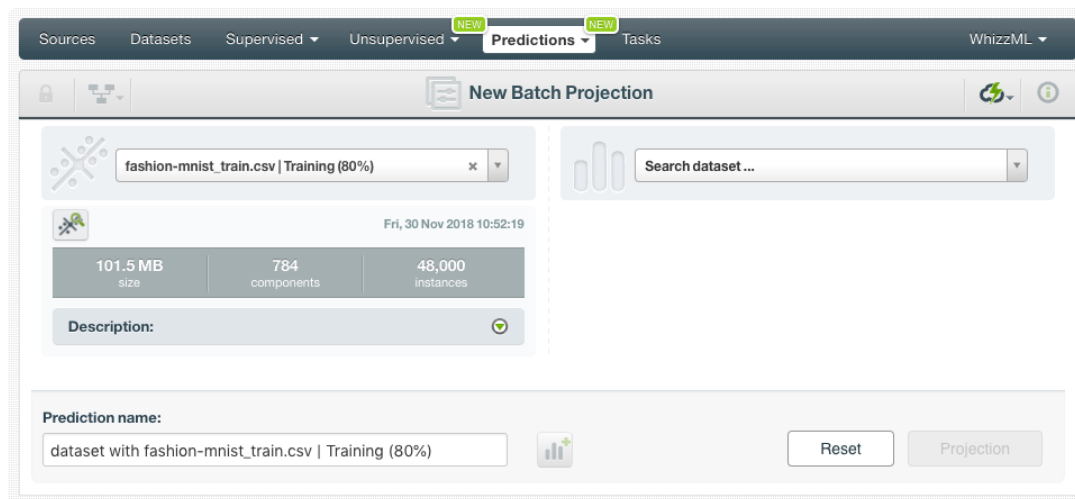 NEW NEW
Sources Datasets Supervised Unsupervised Predictions Tasks WhizzML
New Batch Projection
fashion-mnist_train.csv | Training (80%)
Search dataset ...
Fri, 30 Nov 2018 10:52:19
101.5 MB 784 48,000
size components instances
Description:
Prediction name:
dataset with fashion-mnist_train.csv | Training (80%)
Reset Projection